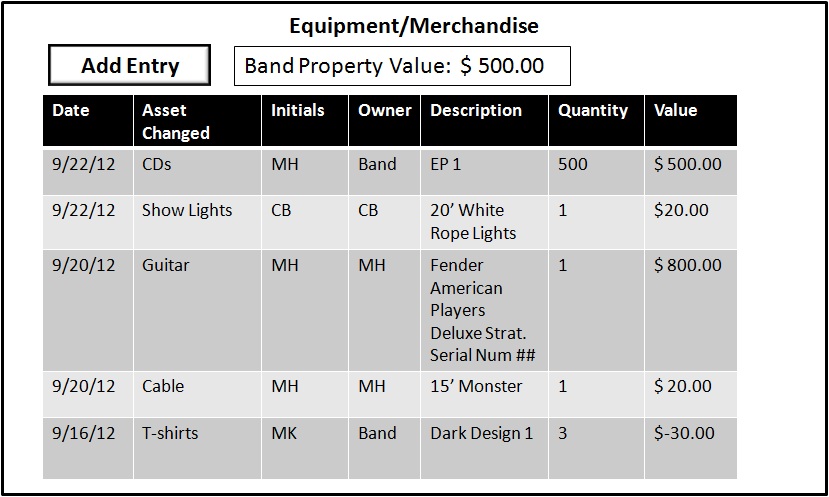 Equipment/Merchandise
Add Entry
Band Property Value: $ 500.00
Date Asset Changed Initials Owner Description Quantity Value
9/22/12 CDs MH Band EP 1 500 $ 500.00
9/22/12 Show Lights CB CB 20’ White 1 $20.00
Rope Lights
9/20/12 Guitar MH MH Fender 1 $ 800.00
American
Players
Deluxe Strat.
Serial Num ##
9/20/12 Cable MH MH 15’ Monster 1 $ 20.00
9/16/12 T-shirts MK Band Dark Design 1 3 $-30.00